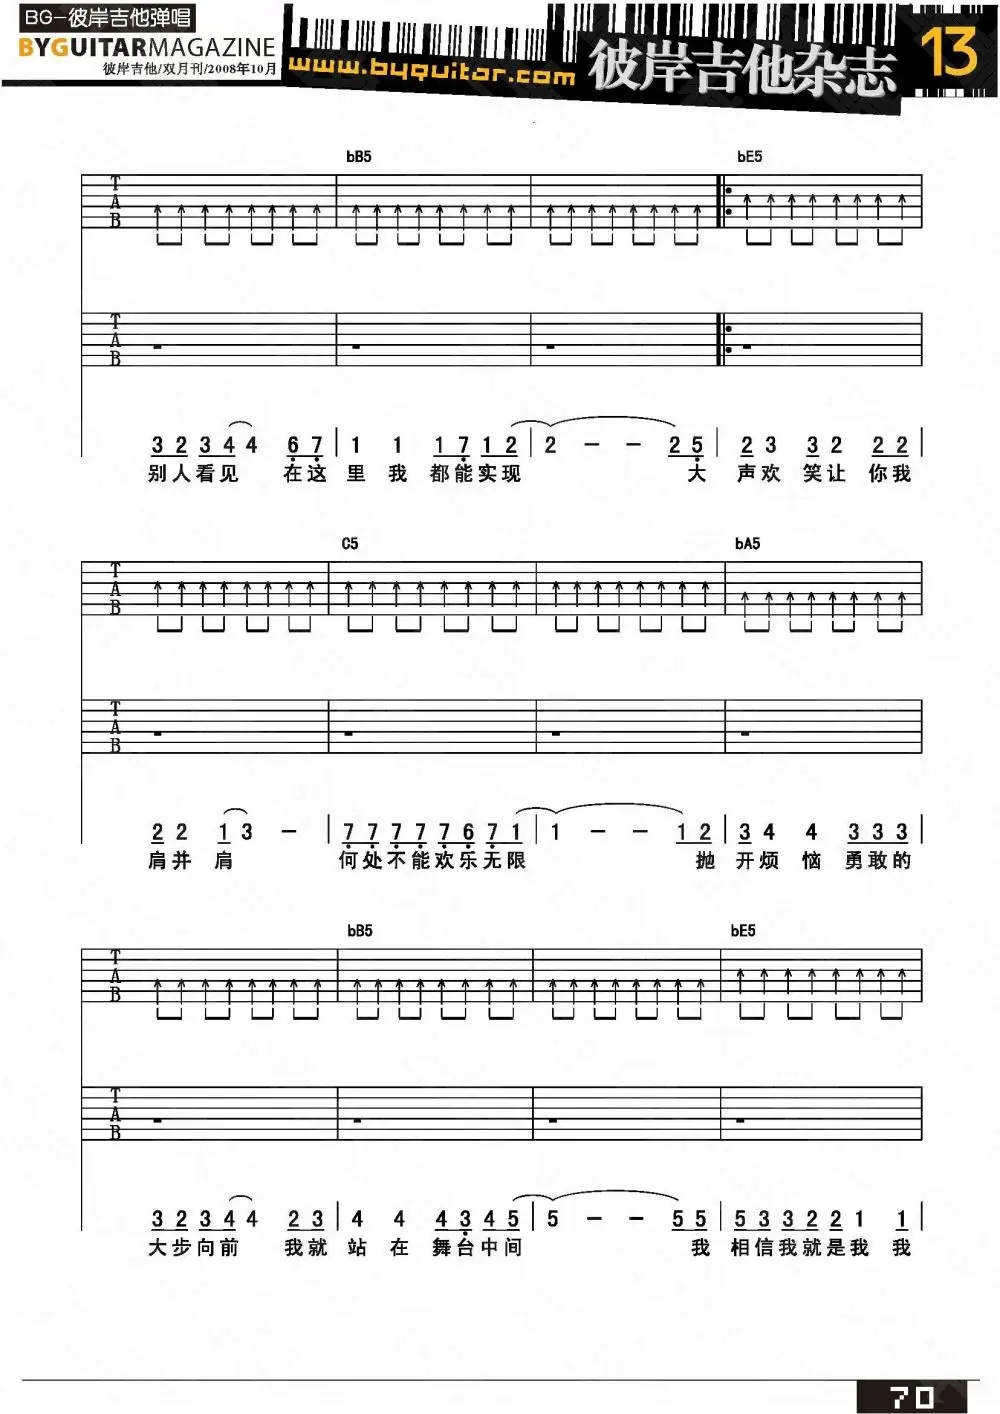 BG-彼岸吉他弹唱
BYGUITARMAGAZINE
彼岸吉他/双月刊/2008年10月
www.byguitar.com
彼岸吉他杂志
13
bB5 bE5
T
A
B
T
A
B
3 2 3 4 4 6 7 | 1 1 1 7 1 2 | 2 - - 2 5 | 2 3 3 2 2 2 |
别人看见 在这里我 都能实现 大声欢 笑让 你我
C5 bA5
T
A
B
T
A
B
2 2 1 3 - | 7 7 7 7 7 6 7 1 | 1 - - 1 2 | 3 4 4 3 3 3 |
肩并肩 何处不能欢乐无限 抛开烦 恼 勇敢的
bB5 bE5
T
A
B
T
A
B
3 2 3 4 4 2 3 | 4 4 4 3 4 5 | 5 - - 5 5 | 5 3 3 2 2 1 1 |
大步向前 我就站在 舞台中间 我相信我就是我 我
70